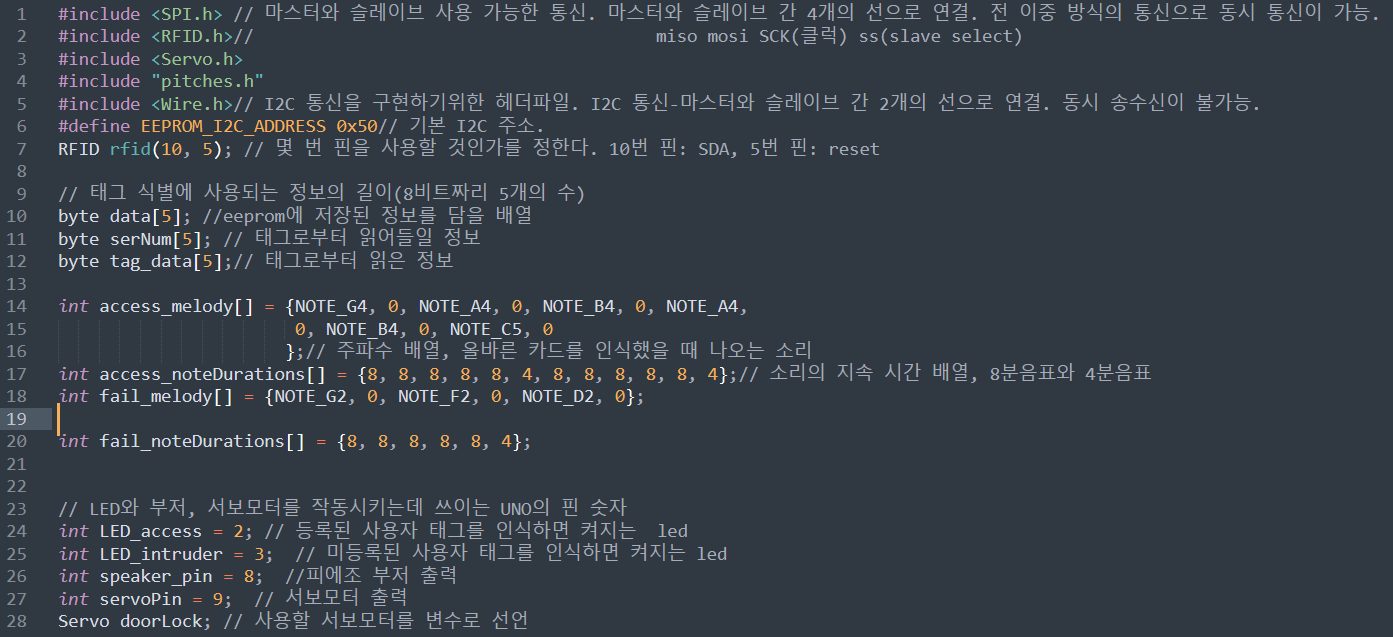 1 #include <SPI.h> // 마스터와 슬레이브 사용 가능한 통신. 마스터와 슬레이브 간 4개의 선으로 연결. 전 이중 방식의 통신으로 동시 통신이 가능.
2 #include <RFID.h>// miso mosi SCK(클럭) ss(slave select)
3 #include <Servo.h>
4 #include "pitches.h"
5 #include <Wire.h>// I2C 통신을 구현하기위한 헤더파일. I2C 통신-마스터와 슬레이브 간 2개의 선으로 연결. 동시 송수신이 불가능.
6 #define EEPROM_I2C_ADDRESS 0x50// 기본 I2C 주소.
7 RFID rfid(10, 5); // 몇 번 핀을 사용할 것인가를 정한다. 10번 핀: SDA, 5번 핀: reset
8
9 // 태그 식별에 사용되는 정보의 길이(8비트짜리 5개의 수)
10 byte data[5]; //eeprom에 저장된 정보를 담을 배열
11 byte serNum[5]; // 태그로부터 읽어들일 정보
12 byte tag_data[5];// 태그로부터 읽은 정보
13
14 int access_melody[] = {NOTE_G4, 0, NOTE_A4, 0, NOTE_B4, 0, NOTE_A4,
15 0, NOTE_B4, 0, NOTE_C5, 0
16 };// 주파수 배열, 올바른 카드를 인식했을 때 나오는 소리
17 int access_noteDurations[] = {8, 8, 8, 8, 8, 4, 8, 8, 8, 8, 8, 4};// 소리의 지속 시간 배열, 8분음표와 4분음표
18 int fail_melody[] = {NOTE_G2, 0, NOTE_F2, 0, NOTE_D2, 0};
19
20 int fail_noteDurations[] = {8, 8, 8, 8, 8, 4};
21
22
23 // LED와 부저, 서보모터를 작동시키는데 쓰이는 UNO의 핀 숫자
24 int LED_access = 2; // 등록된 사용자 태그를 인식하면 켜지는 led
25 int LED_intruder = 3; // 미등록된 사용자 태그를 인식하면 켜지는 led
26 int speaker_pin = 8; //피에조 부저 출력
27 int servoPin = 9; // 서보모터 출력
28 Servo doorLock; // 사용할 서보모터를 변수로 선언